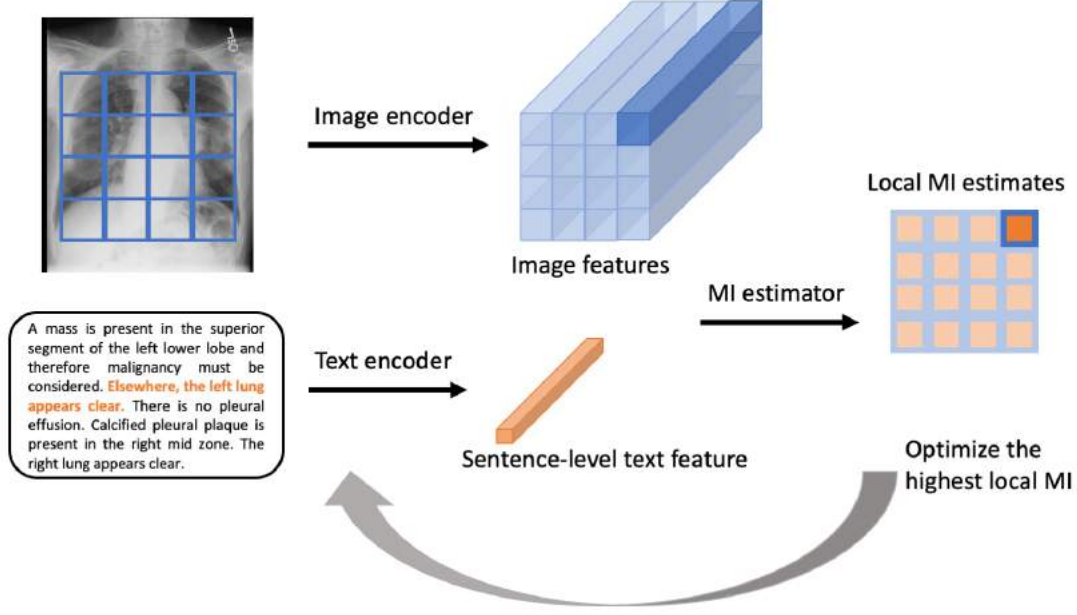 Image encoder
Image features
Local MI estimates
MI estimator
A mass is present in the superior
segment of the left lower lobe and
therefore malignancy must be
considered. Elsewhere, the left lung
appears clear. There is no pleural
effusion. Calcified pleural plaque is
present in the right mid zone. The
right lung appears clear.
Text encoder
Sentence-level text feature
Optimize the
highest local MI